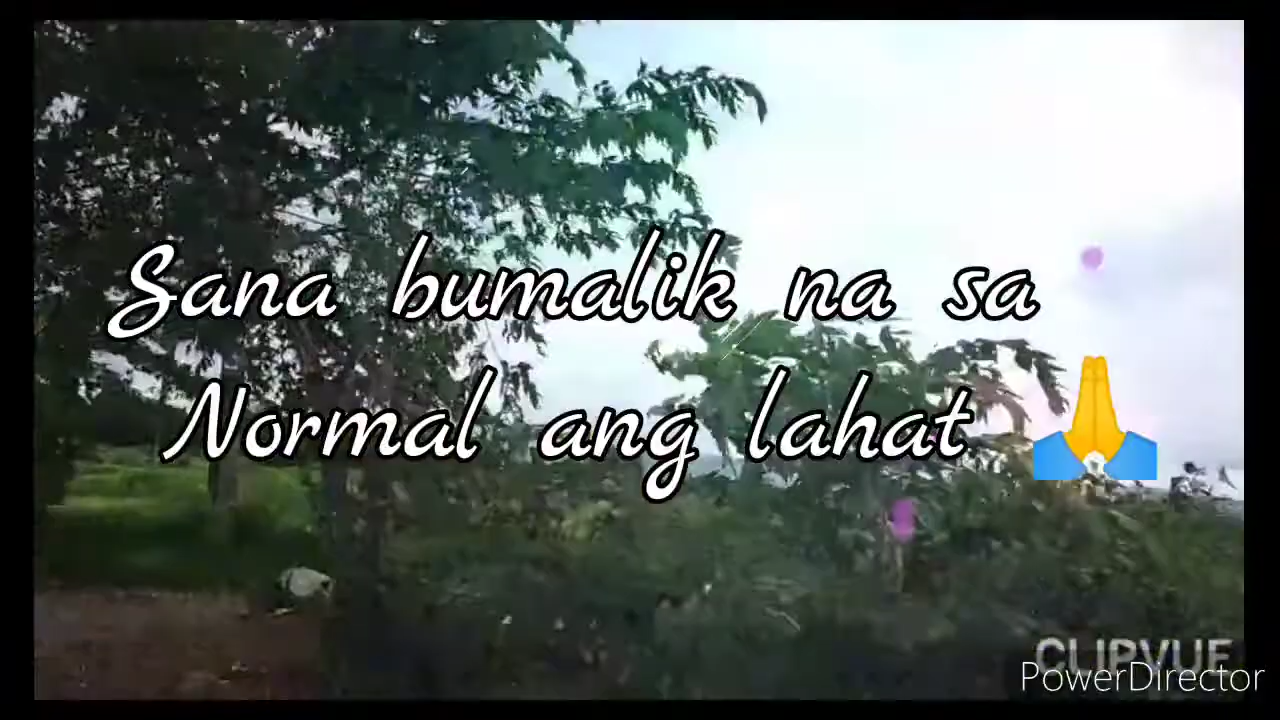 Sana bumalik na sa
Normal ang lahat 🙏
CLIPVUE
PowerDirector